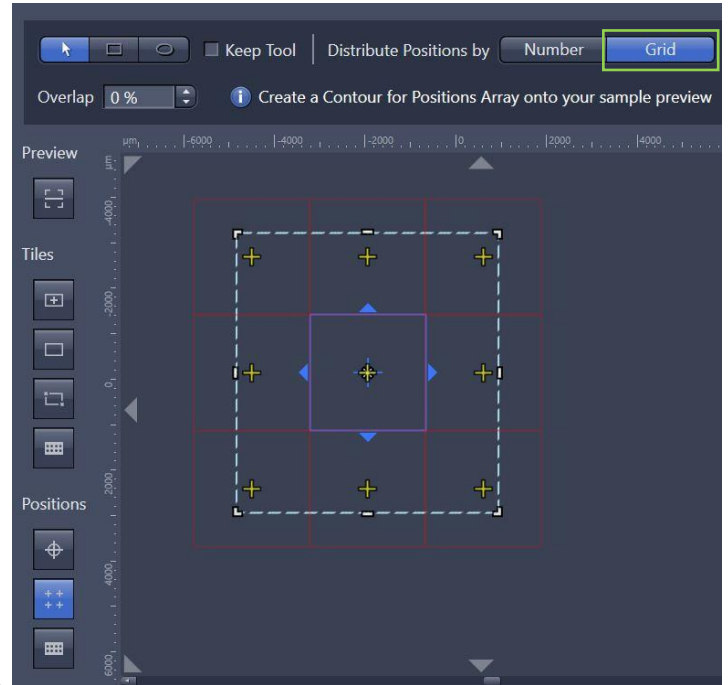 Keep Tool
Distribute Positions by
Number
Grid
Overlap
0 %
Create a Contour for Positions Array onto your sample preview
Preview
µm
-6000
-4000
-2000
0
2000
4000
µm
-4000
-2000
0
2000
4000
6000
Tiles
Positions